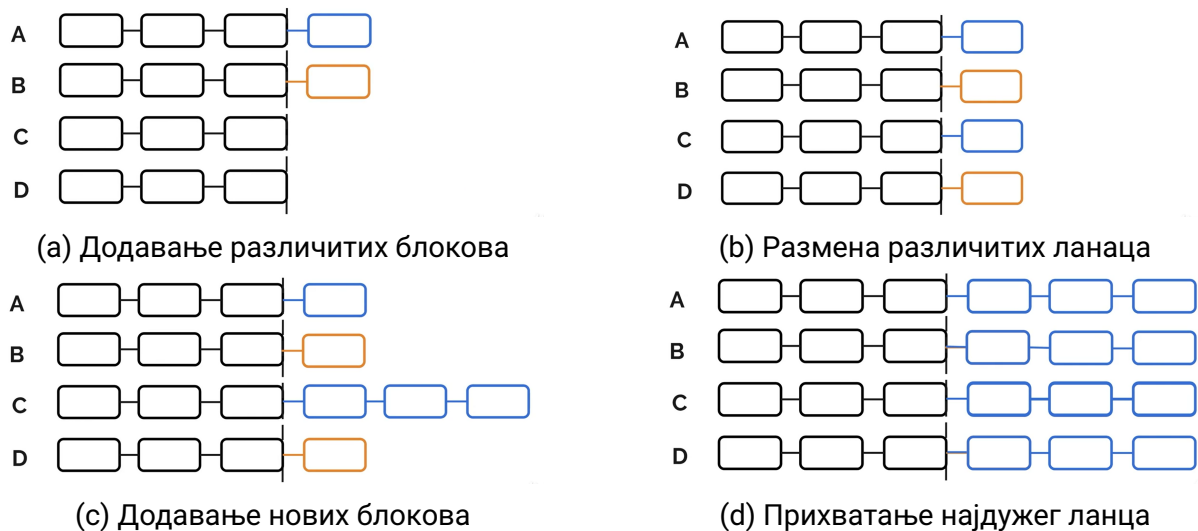 A
B
C
D
(a) Додавање различитих блокова
A
B
C
D
(b) Размена различитих ланаца
A
B
C
D
(c) Додавање нових блокова
A
B
C
D
(d) Прихватање најдужег ланца